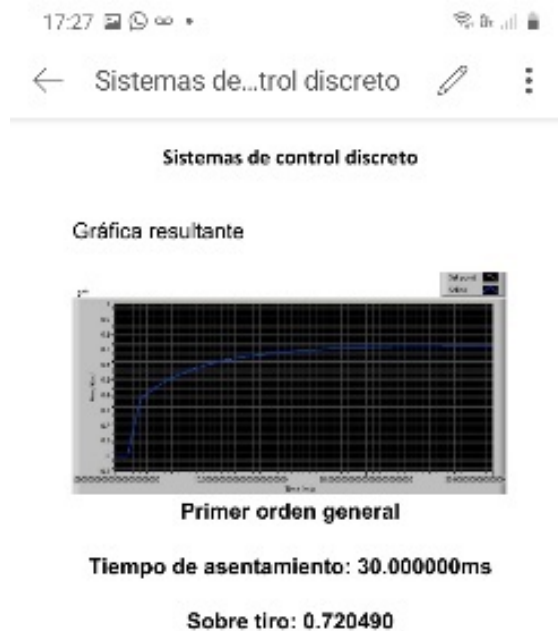 17:27
Sistemas de...trol discreto
Sistemas de control discreto
Gráfica resultante
Primer orden general
Tiempo de asentamiento: 30.000000ms
Sobre tiro: 0.720490